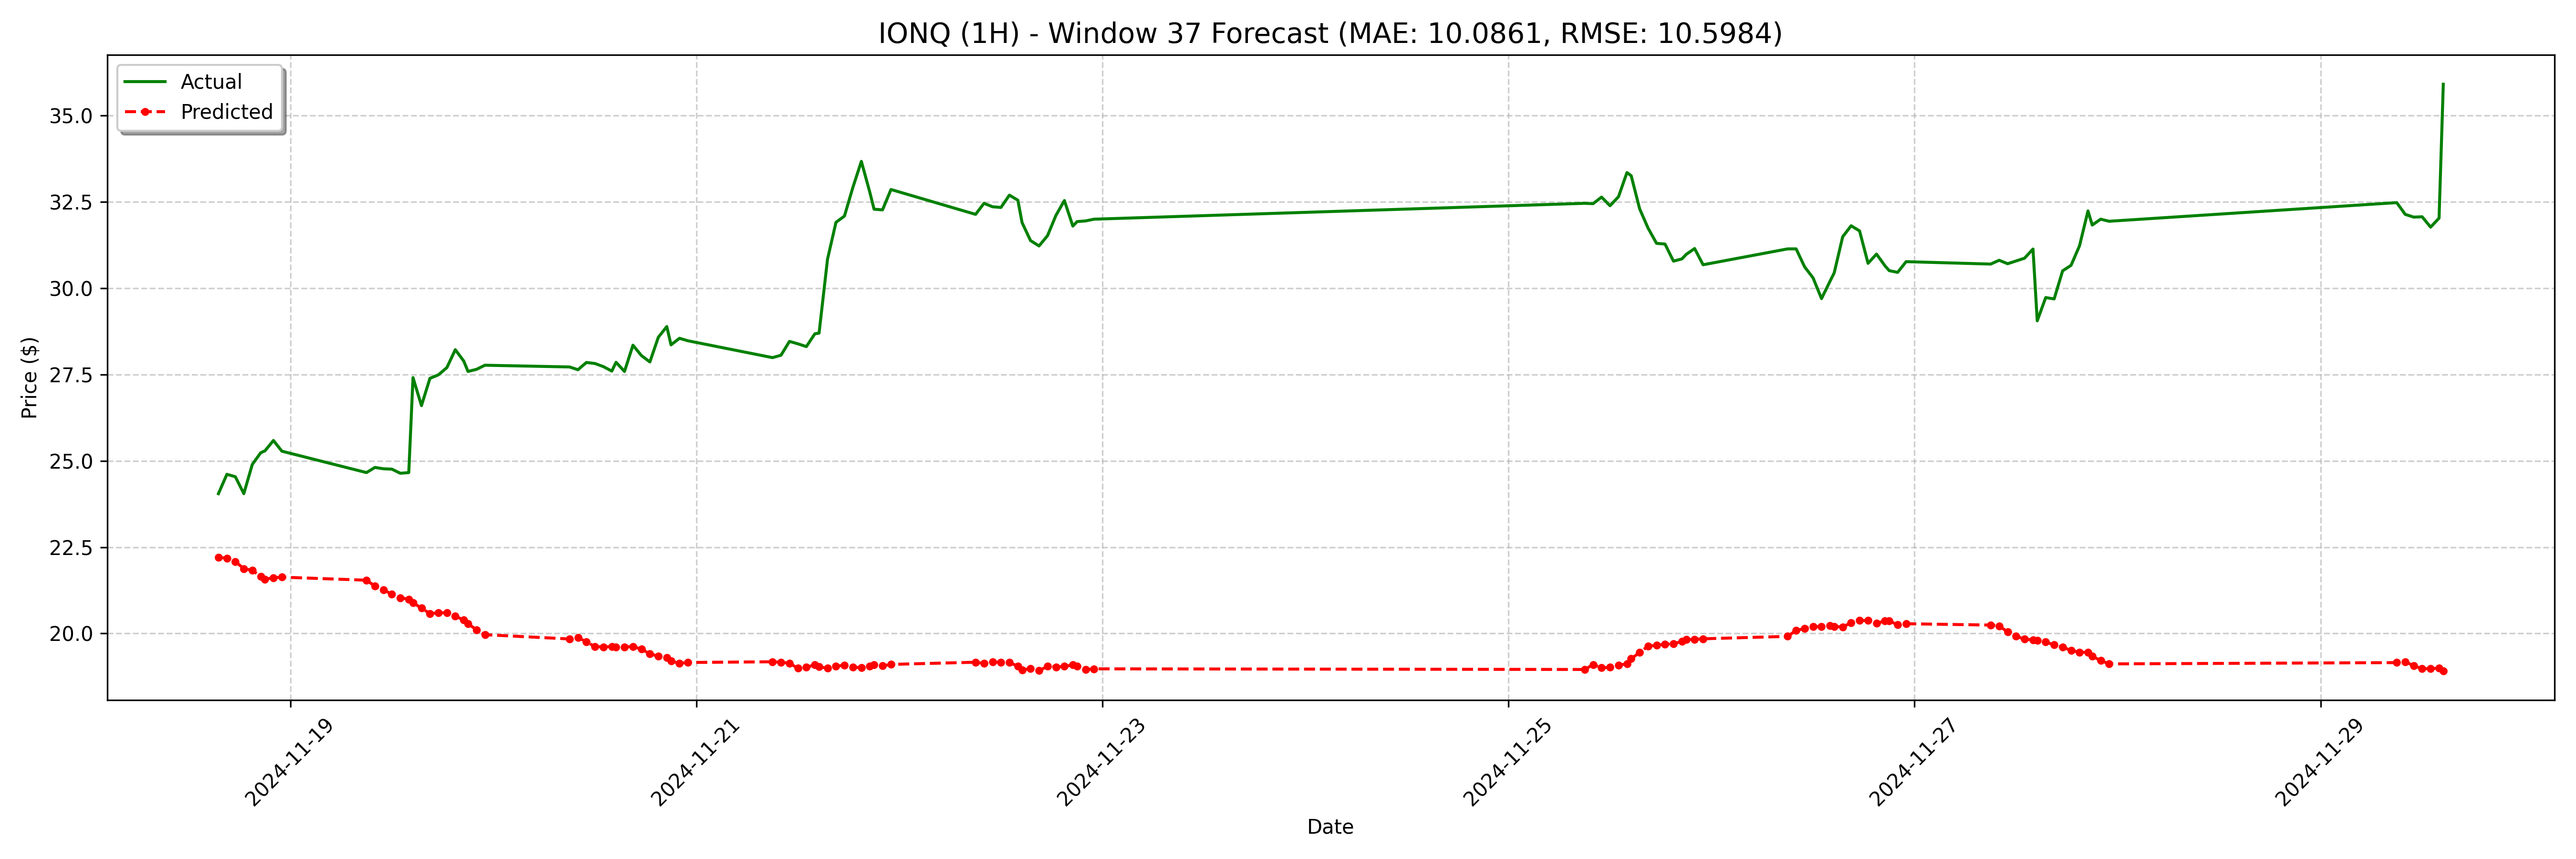 IONQ (1H) - Window 37 Forecast (MAE: 10.0861, RMSE: 10.5984)
Actual
Predicted
Price ($)
35.0
32.5
30.0
27.5
25.0
22.5
20.0
2024-11-19
2024-11-21
2024-11-23
2024-11-25
2024-11-27
2024-11-29
Date